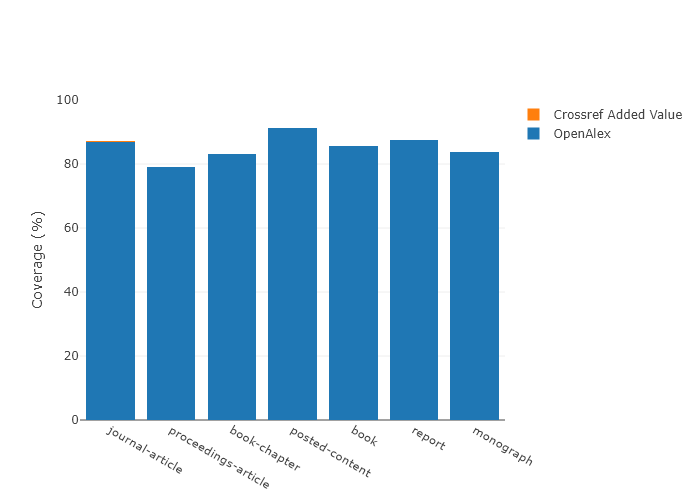 100
80
60
40
20
0
Coverage (%)
journal-article
proceedings-article
book-chapter
posted-content
book
report
monograph
Crossref Added Value
OpenAlex